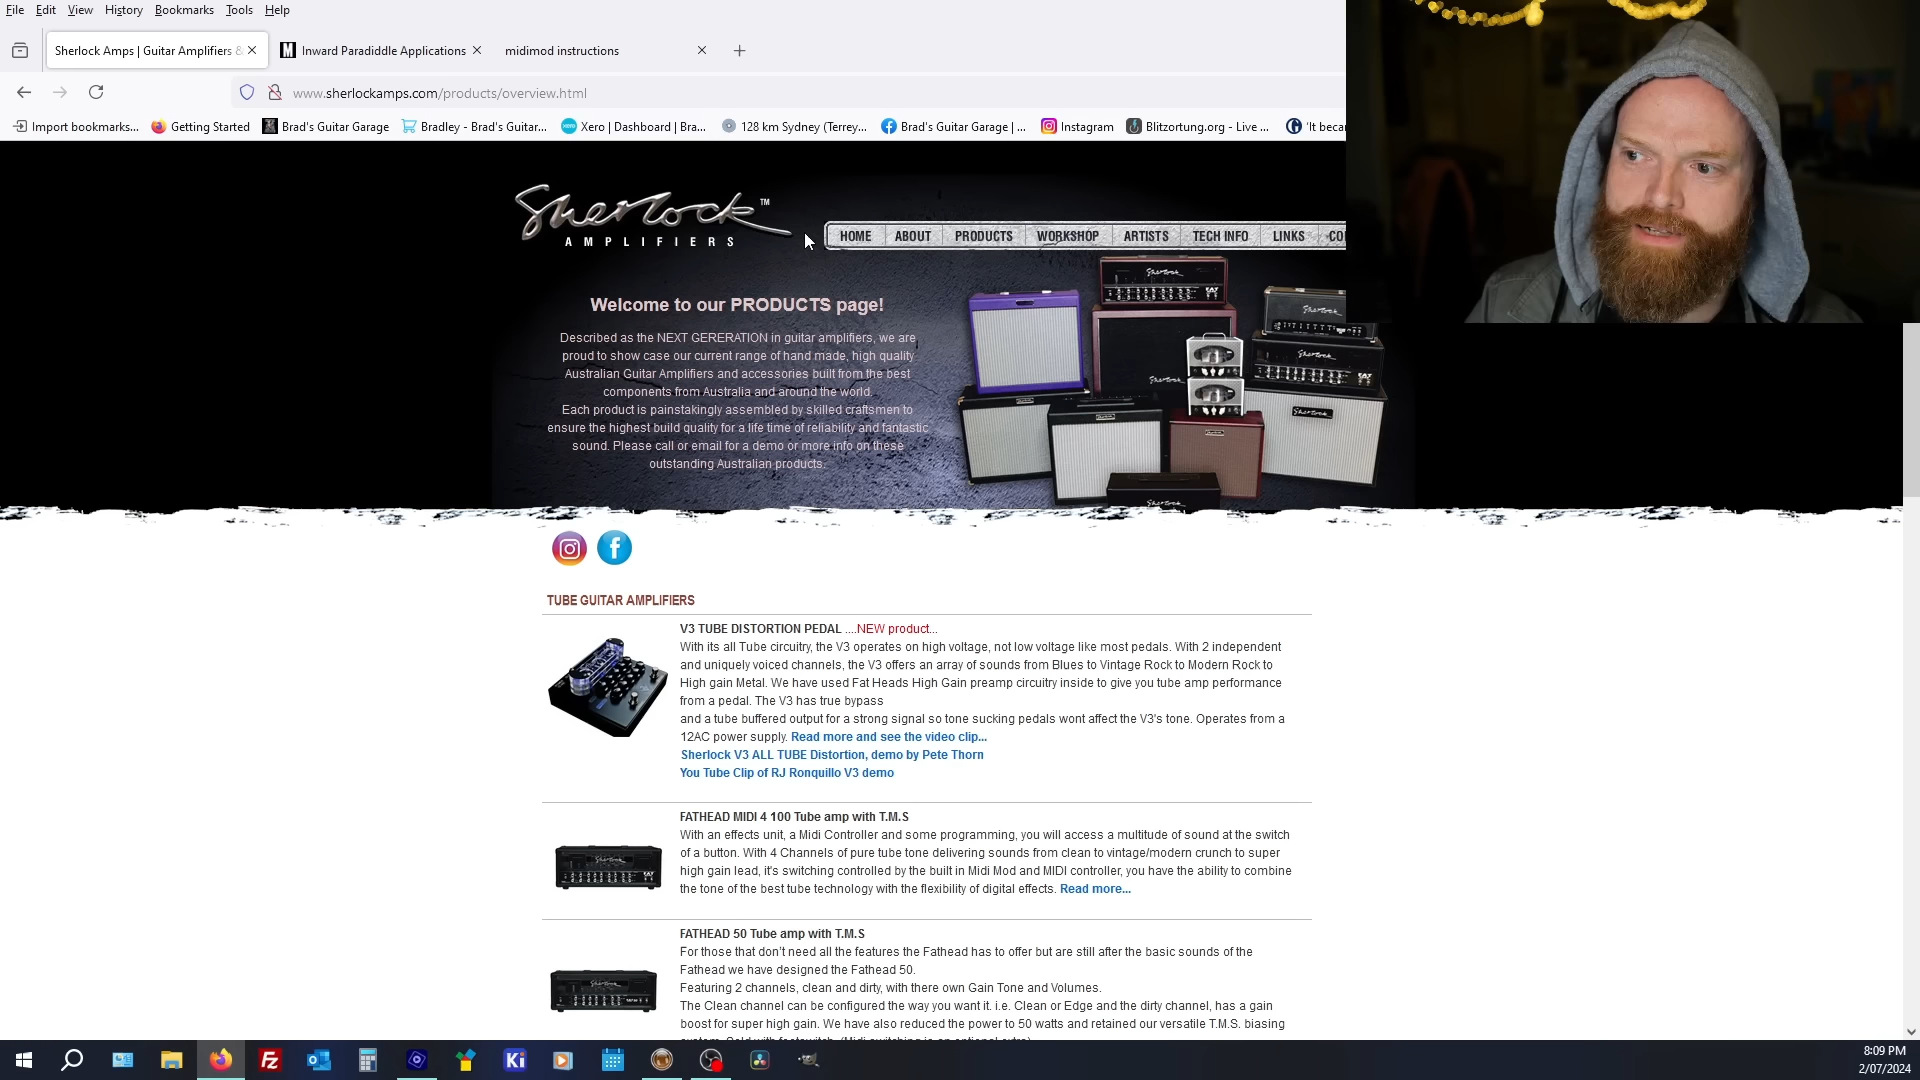 File Edit View History Bookmarks Tools Help
Sherlock Amps | Guitar Amplifiers &
Inward Paradiddle Applications
midimod instructions
www.sherlockamps.com/products/overview.html
Import bookmarks... Getting Started Brad's Guitar Garage Bradley - Brad's Guitar... Xero | Dashboard | Bra... 128 km Sydney (Terrey... Brad's Guitar Garage | ... Instagram Blitzortung.org - Live ... 'It beca
Sherlock™
AMPLIFIERS
HOME ABOUT PRODUCTS WORKSHOP ARTISTS TECH INFO LINKS CO
Welcome to our PRODUCTS page!
Described as the NEXT GERERATION in guitar amplifiers, we are
proud to show case our current range of hand made, high quality
Australian Guitar Amplifiers and accessories built from the best
components from Australia and around the world.
Each product is painstakingly assembled by skilled craftsmen to
ensure the highest build quality for a life time of reliability and fantastic
sound. Please call or email for a demo or more info on these
outstanding Australian products.
TUBE GUITAR AMPLIFIERS
V3 TUBE DISTORTION PEDAL ....NEW product...
With its all Tube circuitry, the V3 operates on high voltage, not low voltage like most pedals. With 2 independent
and uniquely voiced channels, the V3 offers an array of sounds from Blues to Vintage Rock to Modern Rock to
High gain Metal. We have used Fat Heads High Gain preamp circuitry inside to give you tube amp performance
from a pedal. The V3 has true bypass
and a tube buffered output for a strong signal so tone sucking pedals wont affect the V3's tone. Operates from a
12AC power supply. Read more and see the video clip...
Sherlock V3 ALL TUBE Distortion, demo by Pete Thorn
You Tube Clip of RJ Ronquillo V3 demo
FATHEAD MIDI 4 100 Tube amp with T.M.S
With an effects unit, a Midi Controller and some programming, you will access a multitude of sound at the switch
of a button. With 4 Channels of pure tube tone delivering sounds from clean to vintage/modern crunch to super
high gain lead, it's switching controlled by the built in Midi Mod and MIDI controller, you have the ability to combine
the tone of the best tube technology with the flexibility of digital effects. Read more...
FATHEAD 50 Tube amp with T.M.S
For those that don't need all the features the Fathead has to offer but are still after the basic sounds of the
Fathead we have designed the Fathead 50.
Featuring 2 channels, clean and dirty, with there own Gain Tone and Volumes.
The Clean channel can be configured the way you want it. i.e. Clean or Edge and the dirty channel, has a gain
boost for super high gain. We have also reduced the power to 50 watts and retained our versatile T.M.S. biasing
8:09 PM
2/07/2024